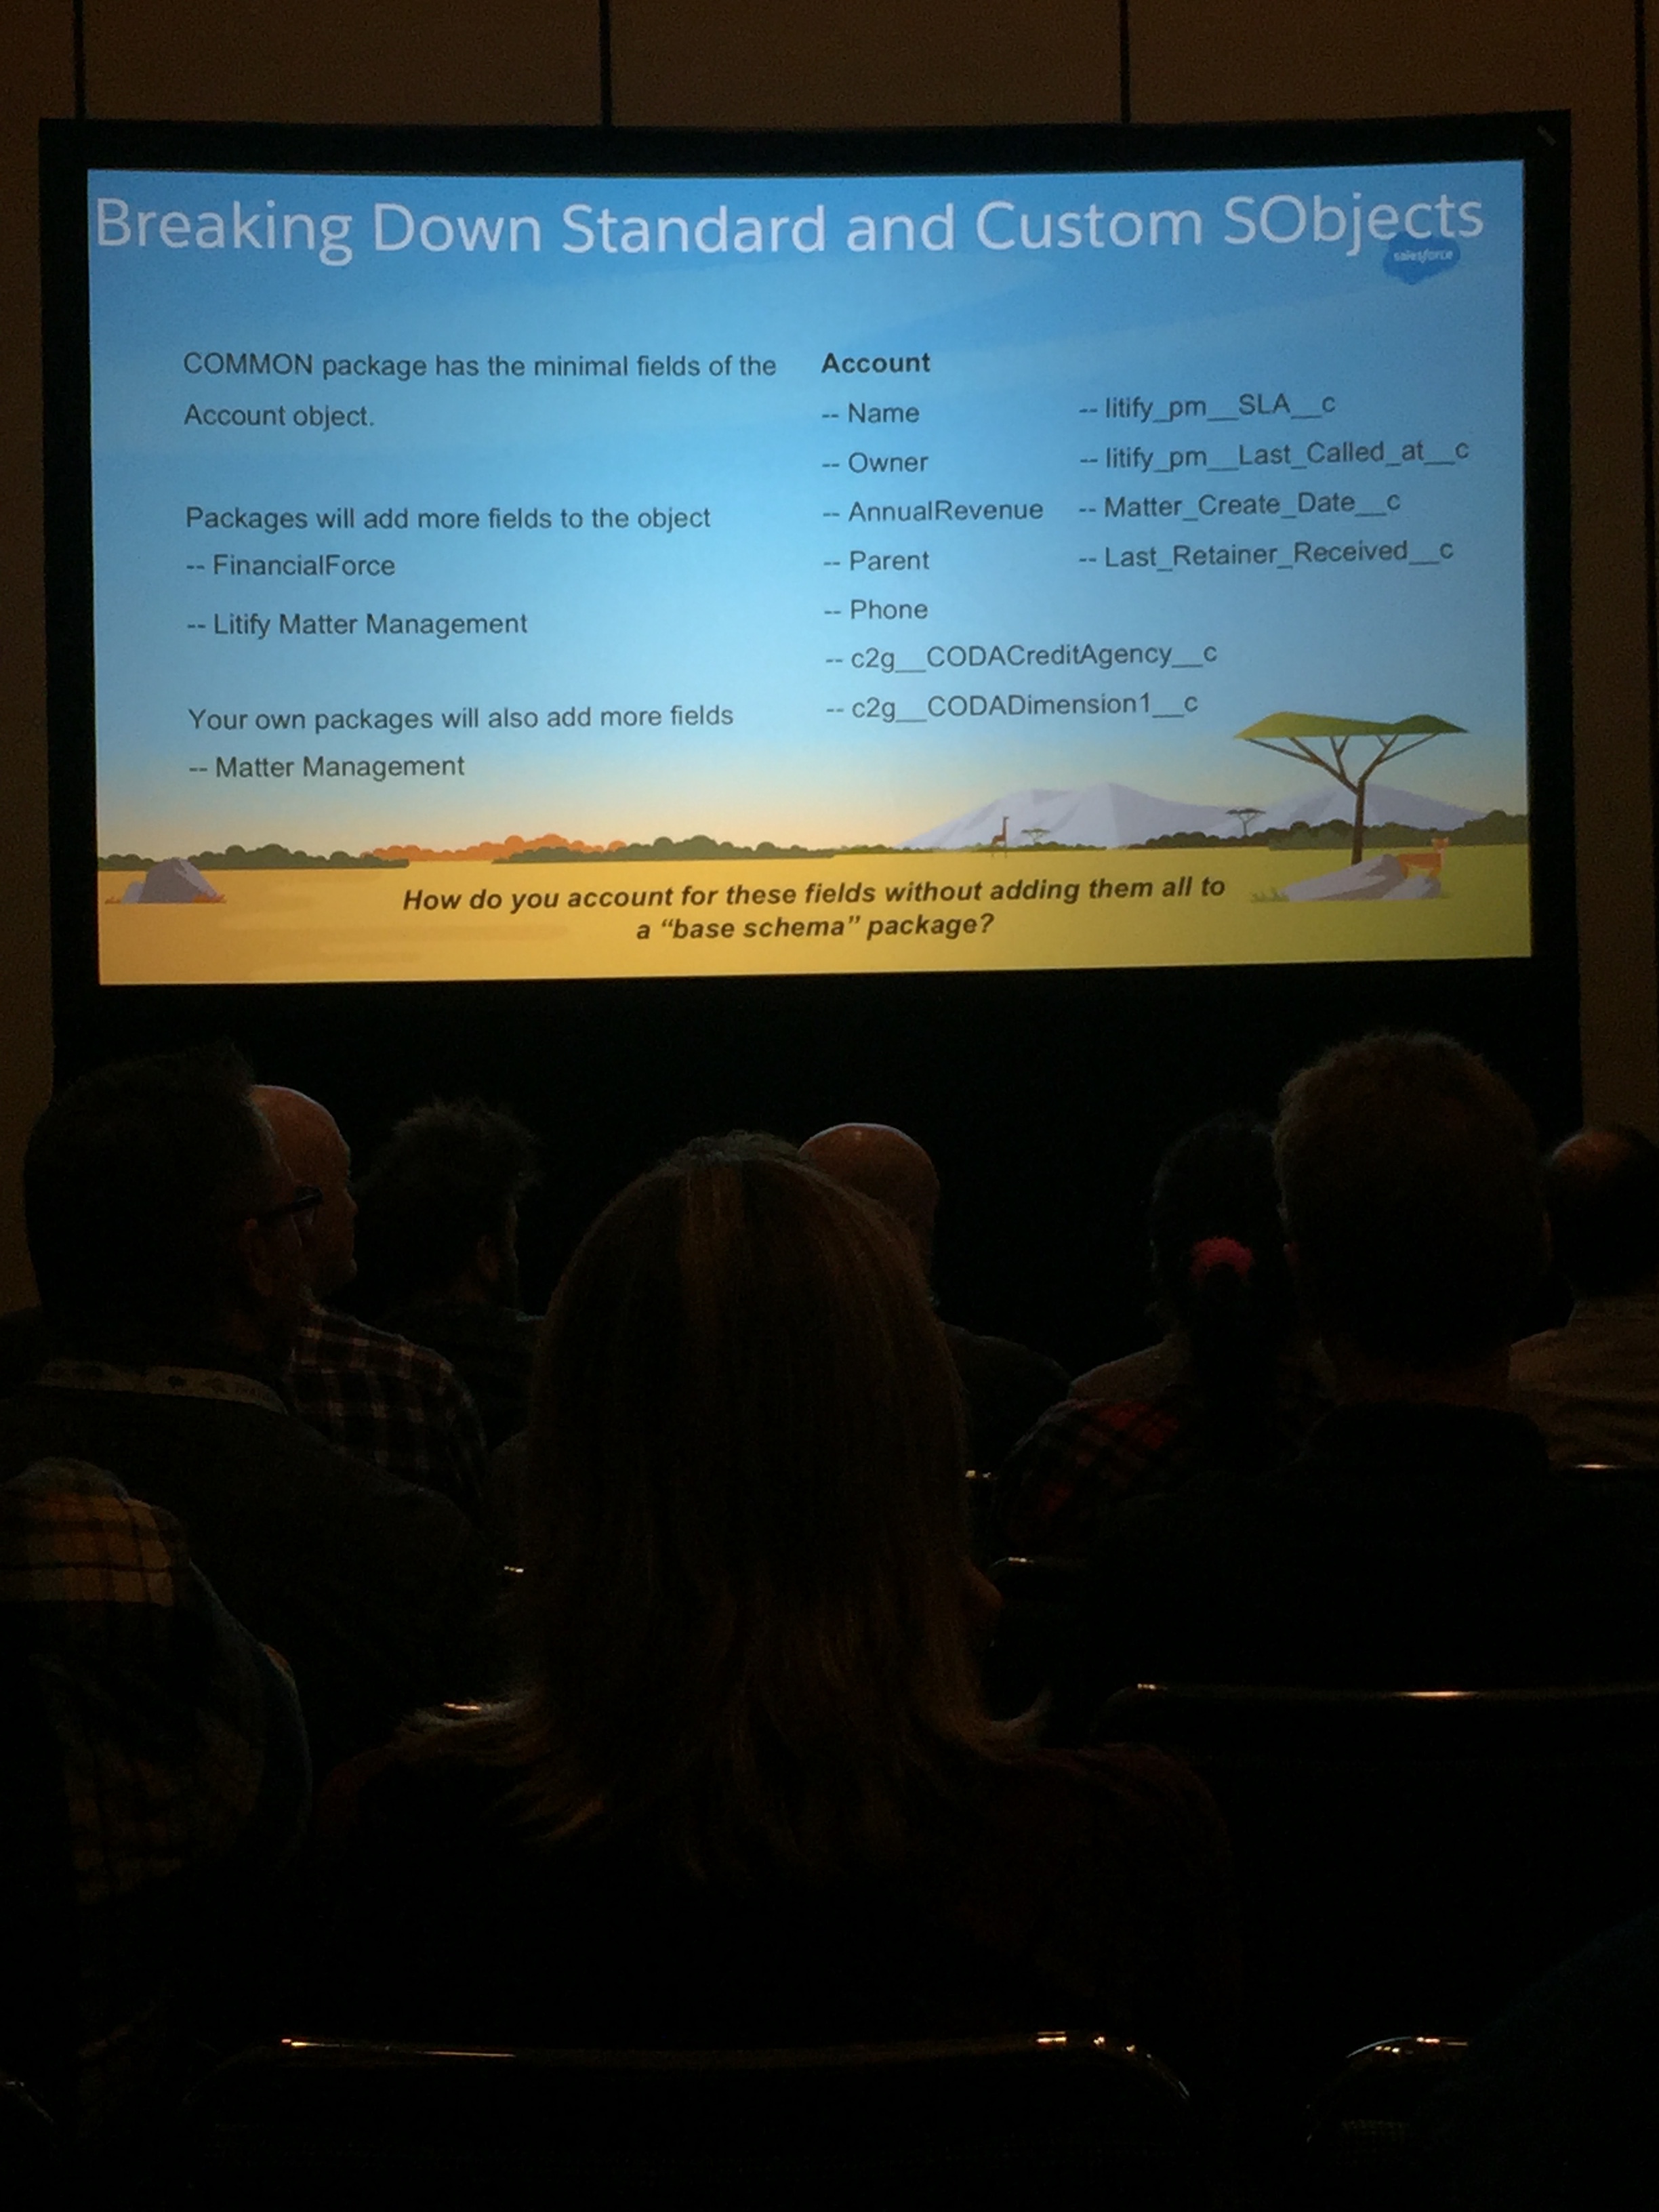 Breaking Down Standard and Custom SObjects
salesforce
COMMON package has the minimal fields of the
Account object.
Packages will add more fields to the object
-- FinancialForce
-- Litify Matter Management
Your own packages will also add more fields
-- Matter Management
Account
-- Name
-- Owner
-- AnnualRevenue
-- Parent
-- Phone
-- c2g__CODACreditAgency__c
-- c2g__CODADimension1__c
-- litify_pm__SLA__c
-- litify_pm__Last_Called_at__c
-- Matter_Create_Date__c
-- Last_Retainer_Received__c
How do you account for these fields without adding them all to
a “base schema” package?